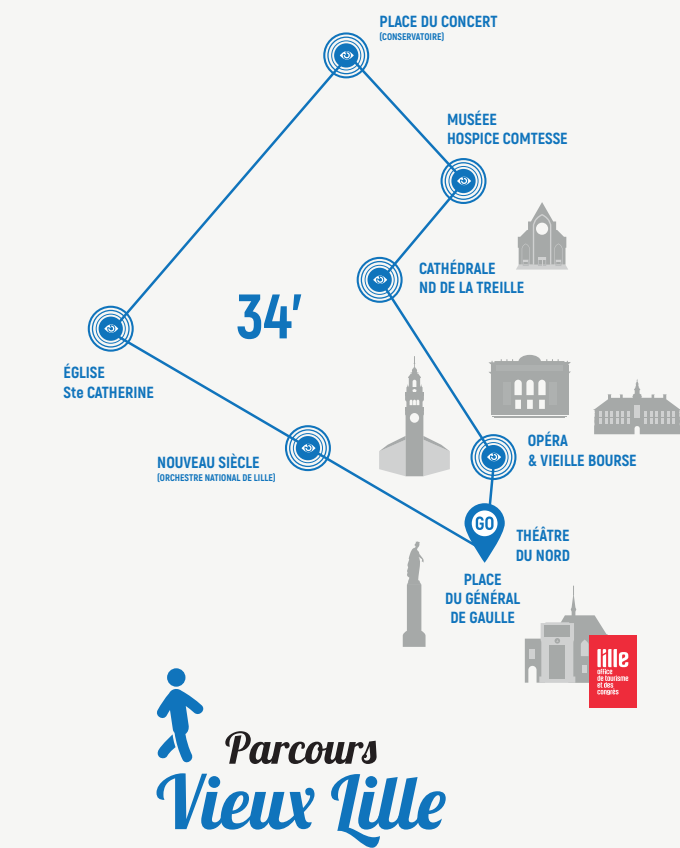 PLACE DU CONCERT
(CONSERVATOIRE)
MUSÉEE
HOSPICE COMTESSE
CATHÉDRALE
ND DE LA TREILLE
34'
ÉGLISE
Ste CATHERINE
OPÉRA
& VIEILLE BOURSE
NOUVEAU SIÈCLE
(ORCHESTRE NATIONAL DE LILLE)
GO
THÉÂTRE
DU NORD
PLACE
DU GÉNÉRAL
DE GAULLE
lille
office
de tourisme
et des
congrès
Parcours
Vieux Lille